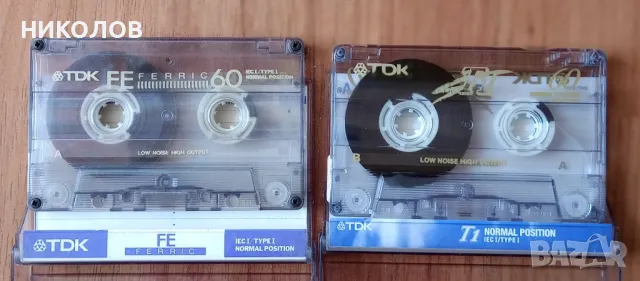 НИКОЛОВ
TDK FE FERRIC 60 IEC I / TYPE I
NORMAL POSITION
A
LOW NOISE HIGH OUTPUT
TDK FE FERRIC IEC I / TYPE I
NORMAL POSITION
TDK 60
A
B A
LOW NOISE HIGH OUTPUT
TDK T1 NORMAL POSITION
IEC I / TYPE I
BAZAR